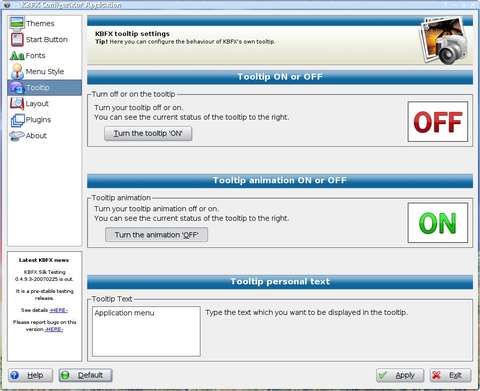 KBFX Configurator Application
Themes
Start Button
Fonts
Menu Style
Tooltip
Layout
Plugins
About
Latest KBFX news
KBFX Silk Testing
0.4.9.3-20070225 is out.
It is a pre-stable testing
release.
See details -HERE-
Please report bugs on this
version -HERE-
KBFX tooltip settings
Tip! Here you can configure the behaviour of KBFX's own tooltip.
Tooltip ON or OFF
Turn off or on the tooltip
Turn your tooltip off or on.
You can see the current status of the tooltip to the right.
Turn the tooltip 'ON'
OFF
Tooltip animation ON or OFF
Tooltip animation
Turn your tooltip animation off or on.
You can see the current status of the tooltip to the right.
Turn the animation 'OFF'
ON
Tooltip personal text
Tooltip Text
Application menu
Type the text which you want to be displayed in the tooltip.
Help
Default
Apply
Exit